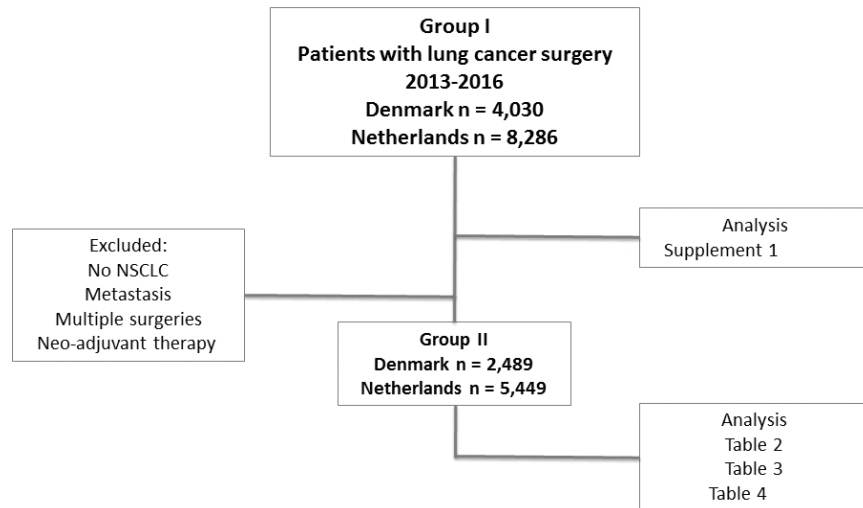 Group I
Patients with lung cancer surgery
2013-2016
Denmark n = 4,030
Netherlands n = 8,286
Analysis
Supplement 1
Excluded:
No NSCLC
Metastasis
Multiple surgeries
Neo-adjuvant therapy
Group II
Denmark n = 2,489
Netherlands n = 5,449
Analysis
Table 2
Table 3
Table 4